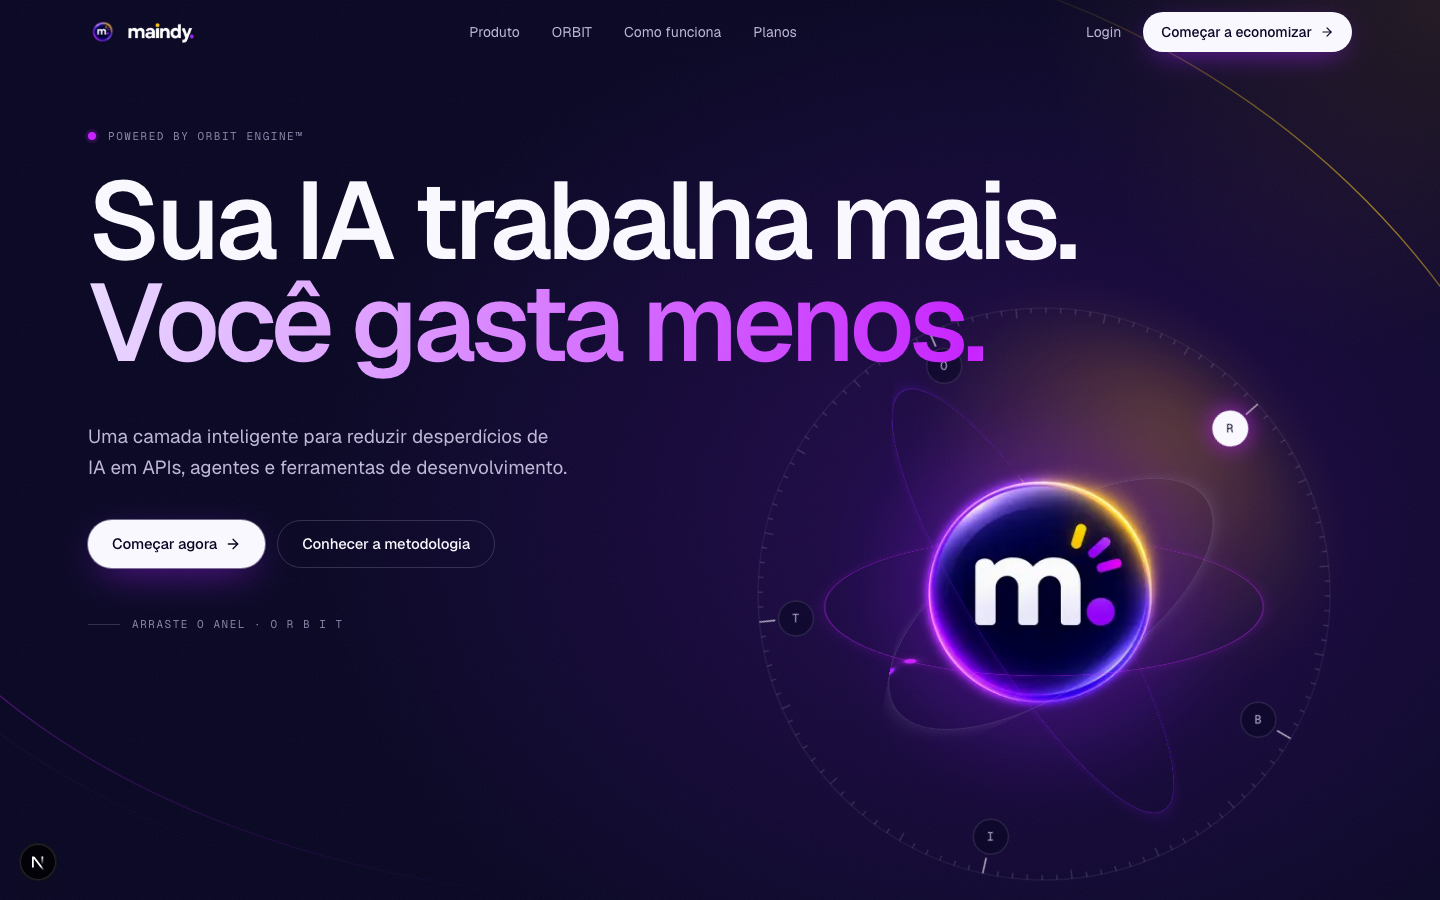 m. maindy.
Produto ORBIT Como funciona Planos
Login Começar a economizar →
POWERED BY ORBIT ENGINE™
Sua IA trabalha mais.
Você gasta menos.
Uma camada inteligente para reduzir desperdícios de
IA em APIs, agentes e ferramentas de desenvolvimento.
Começar agora → Conhecer a metodologia
ARRASTE O ANEL · O R B I T
O
R
m.
T
B
I
N